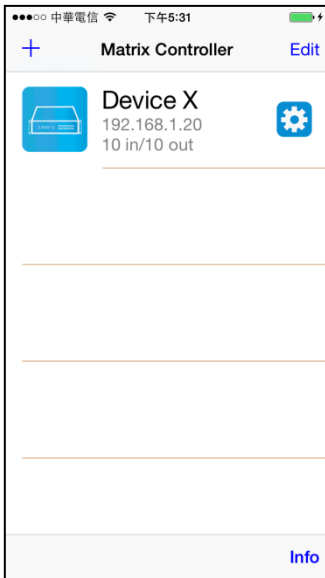 中華電信 下午5:31
+ Matrix Controller Edit
Device X
192.168.1.20
10 in/10 out
Info